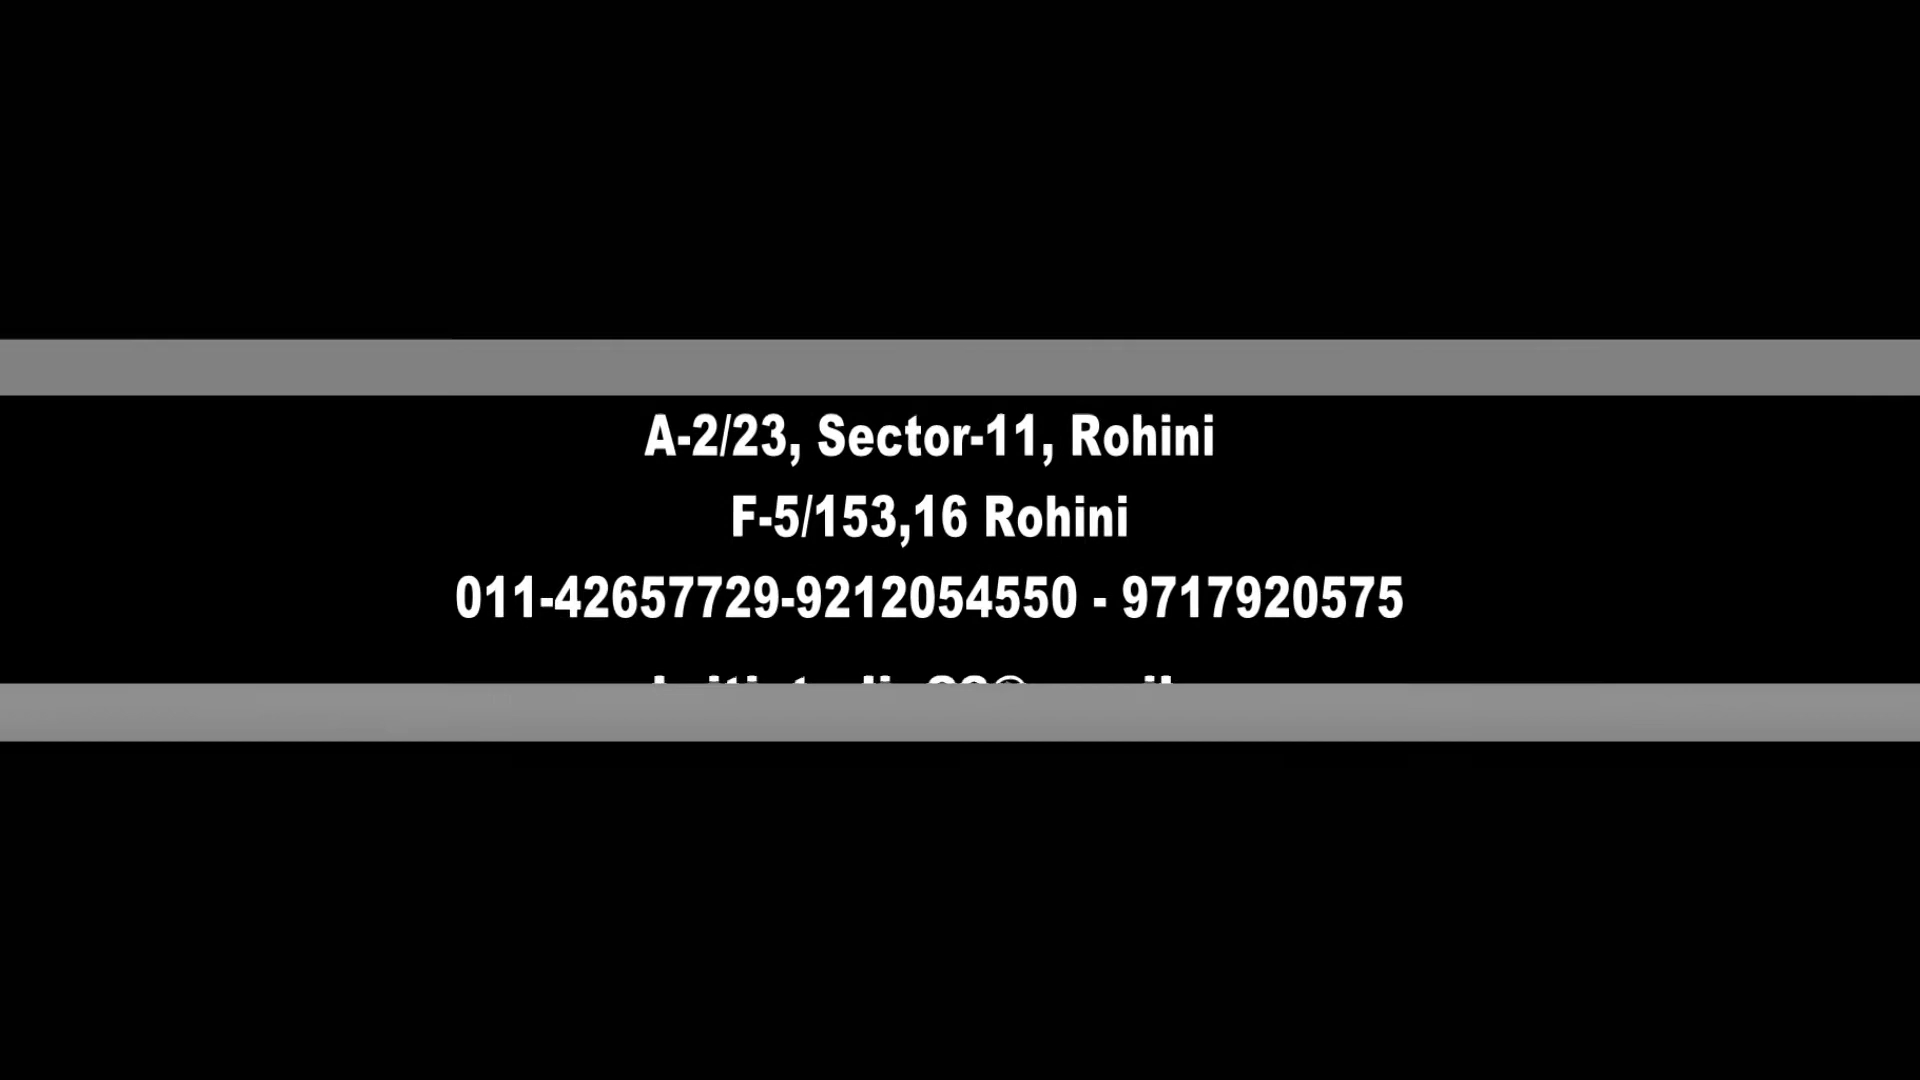 A-2/23, Sector-11, Rohini
F-5/153,16 Rohini
011-42657729-9212054550 - 9717920575